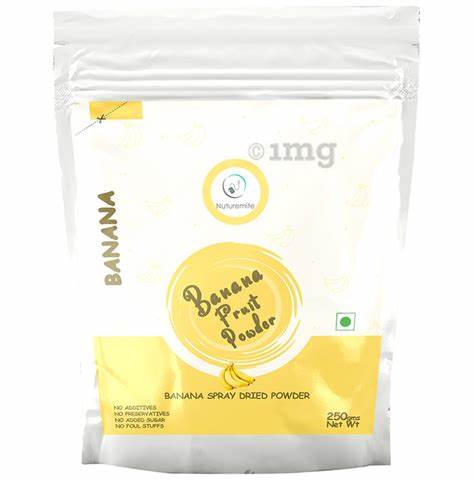 ©1mg
Nuturemite
BANANA
Banana
Fruit
Powder
BANANA SPRAY DRIED POWDER
NO ADDITIVES
NO PRESERVATIVES
NO ADDED SUGAR
NO FOUL STUFFS
250gms
Net Wt